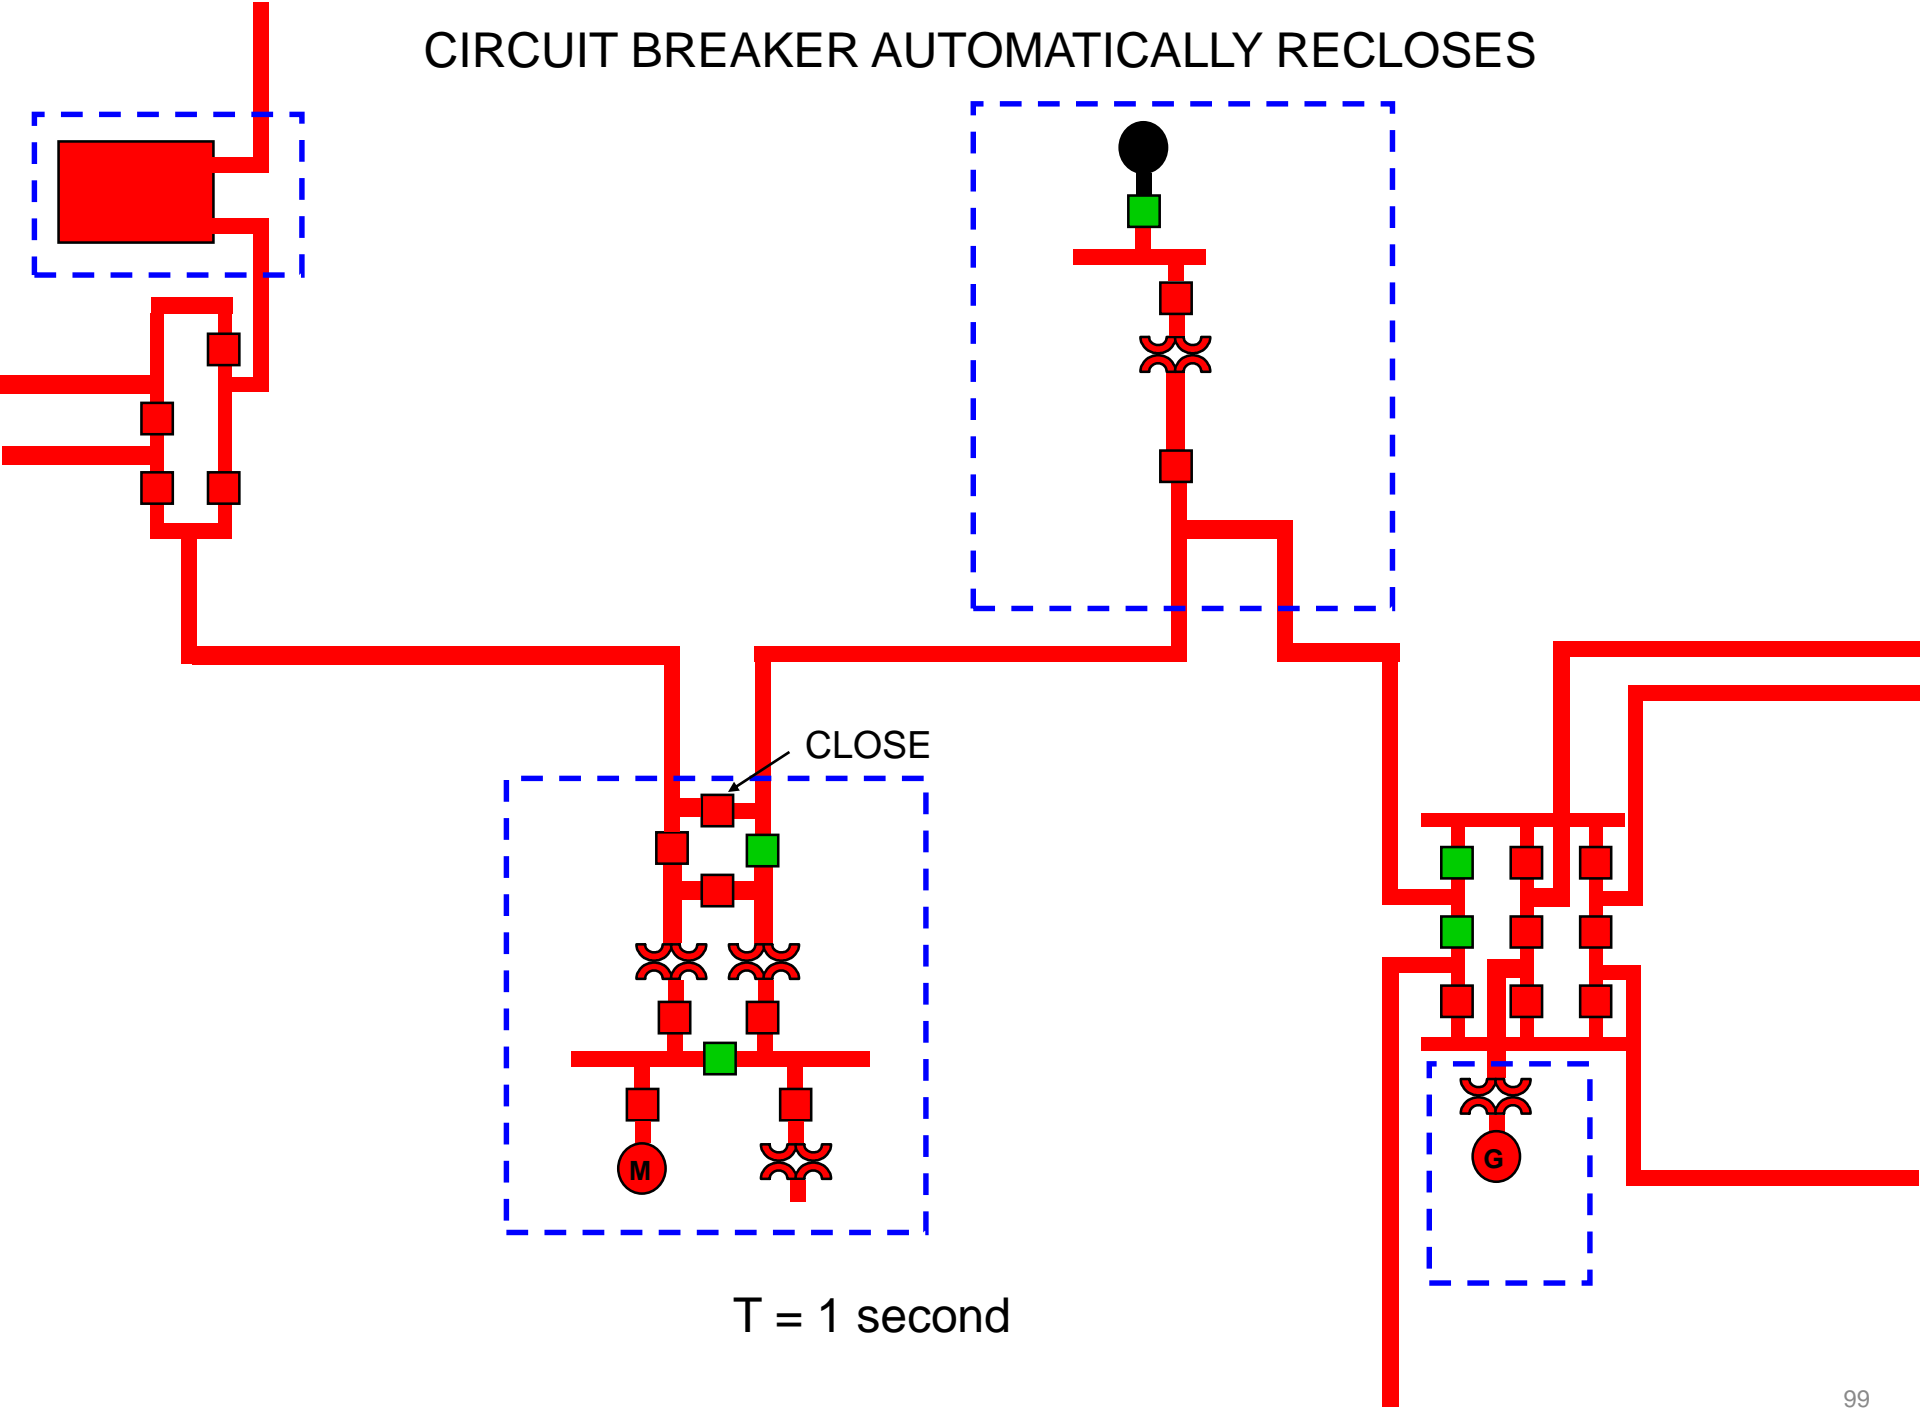 CIRCUIT BREAKER AUTOMATICALLY RECLOSES
CLOSE
M
G
T = 1 second
99